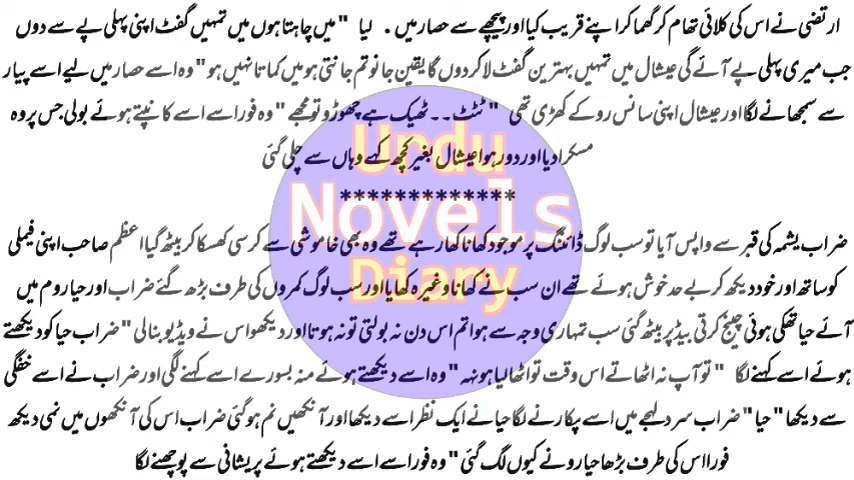 ارتضی نے اس کی کلائی تھام کر گھما کر اپنے قریب کیا اور پیچھے سے حصار میں . لیا " میں چاہتا ہوں میں تمہیں گفٹ اپنی پہلی پے سے دوں
جب میری پہلی پے آئے گی عیشال میں تمہیں بہترین گفٹ لا کر دوں گا یقین جانو تم جانتی ہو میں کماتا نہیں ہو " وہ اسے حصار میں لیے اسے پیار
سے سمجھانے لگا اور عیشال اپنی سانس روکے کھڑی تھی " ٹٹٹ . . ٹھیک ہے چھوڑو تو مجھے " وہ فورا سے اسے کانپتے ہوئے بولی جس پر وہ
مسکرا دیا اور دور ہوا عیشال بغیر کچھ کہے وہاں سے چلی گئی
*************
ضراب یشمہ کی قبر سے واپس آیا تو سب لوگ ڈائننگ پر موجود کھانا کھا رہے تھے وہ بھی خاموشی سے کرسی کھسکا کر بیٹھ گیا اعظم صاحب اپنی فیملی
کو ساتھ اور خود دیکھ کر بے حد خوش ہوئے تھے ان سب نے کھانا وغیرہ کھایا اور سب لوگ کمروں کی طرف بڑھ گئے ضراب اور حیا روم میں
آئے حیا تھکی ہوئی چینج کرتی بیڈ پر بیٹھ گئی سب تمہاری وجہ سے ہوا تم اس دن نہ بولتی تو نہ ہوتا اور دیکھو اس نے ویڈیو بنالی " ضراب حیا کو دیکھتے
ہوئے اسے کہنے لگا " تو آپ نہ اٹھاتے اس وقت تو اٹھا لیا ہونہہ " وہ اسے دیکھتے ہوئے منہ بسورے اسے کہنے لگی اور ضراب نے اسے خفگی
سے دیکھا " حیا " ضراب سرد لہجے میں اسے پکارنے لگا حیا نے ایک نظر اسے دیکھا اور آنکھیں نم ہو گئی ضراب اس کی آنکھوں میں نمی دیکھ
فورا اس کی طرف بڑھا حیا رونے کیوں لگ گئی " وہ فورا سے اسے دیکھتے ہوئے پریشانی سے پوچھنے لگا
Urdu
Novels
Diary